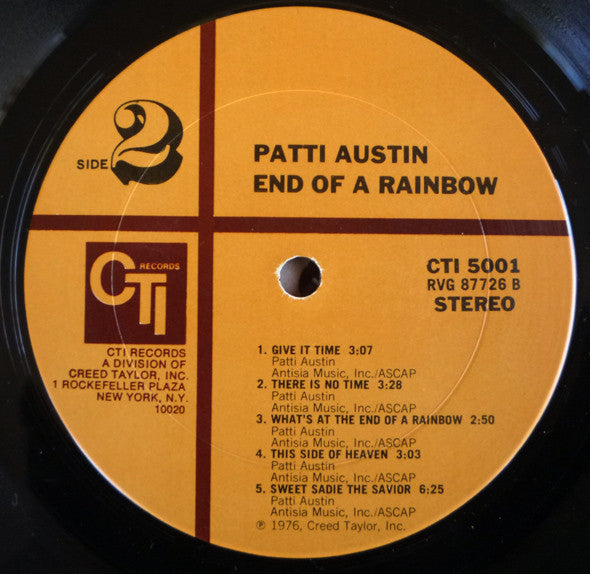 SIDE 2
PATTI AUSTIN
END OF A RAINBOW
CTI RECORDS
CTI RECORDS
A DIVISION OF
CREED TAYLOR, INC.
1 ROCKEFELLER PLAZA
NEW YORK, N.Y.
10020
CTI 5001
RVG 87726 B
STEREO
1. GIVE IT TIME 3:07
Patti Austin
Antisia Music, Inc./ASCAP
2. THERE IS NO TIME 3:28
Patti Austin
Antisia Music, Inc./ASCAP
3. WHAT'S AT THE END OF A RAINBOW 2:50
Patti Austin
Antisia Music, Inc./ASCAP
4. THIS SIDE OF HEAVEN 3:03
Patti Austin
Antisia Music, Inc./ASCAP
5. SWEET SADIE THE SAVIOR 6:25
Patti Austin
Antisia Music, Inc./ASCAP
℗ 1976, Creed Taylor, Inc.